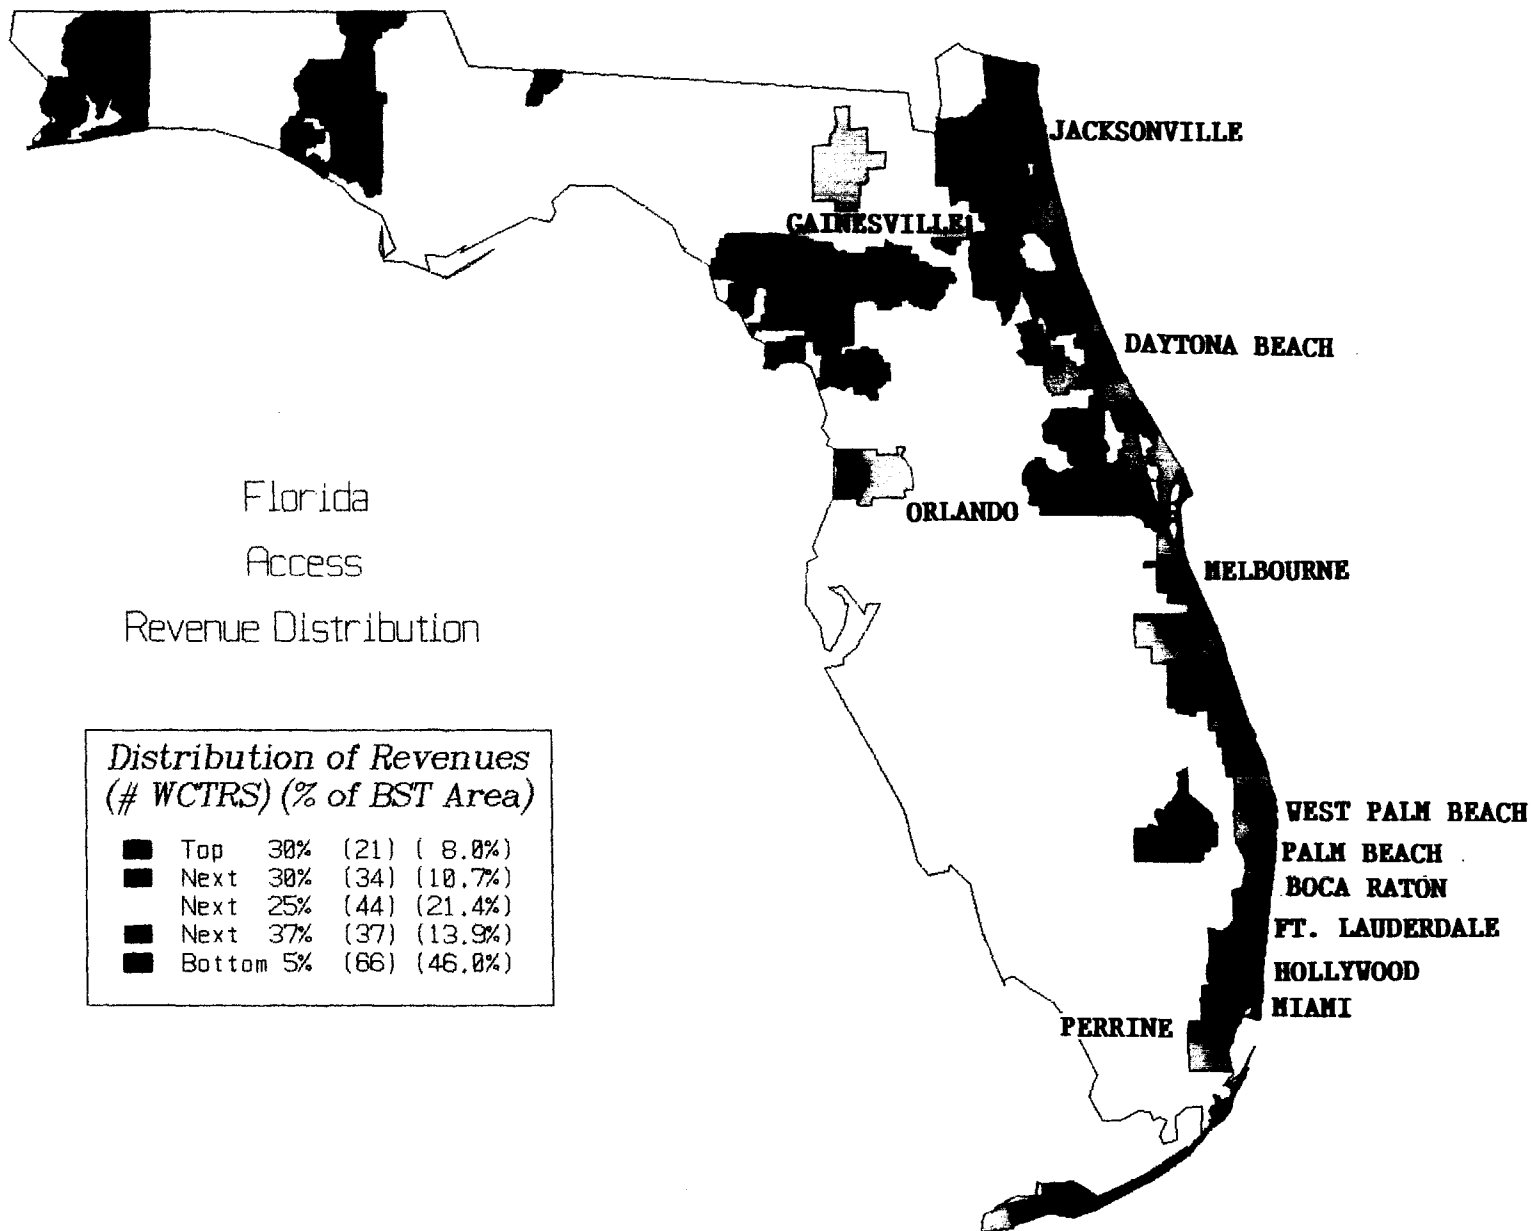 JACKSONVILLE
GAINESVILLE
DAYTONA BEACH
Florida
Access
Revenue Distribution
ORLANDO
MELBOURNE
Distribution of Revenues
(# WCTRS) (% of BST Area)
Top 30% (21) ( 8.0%)
Next 30% (34) (10.7%)
Next 25% (44) (21.4%)
Next 37% (37) (13.9%)
Bottom 5% (66) (46.0%)
WEST PALM BEACH
PALM BEACH
BOCA RATON
FT. LAUDERDALE
HOLLYWOOD
MIAMI
PERRINE